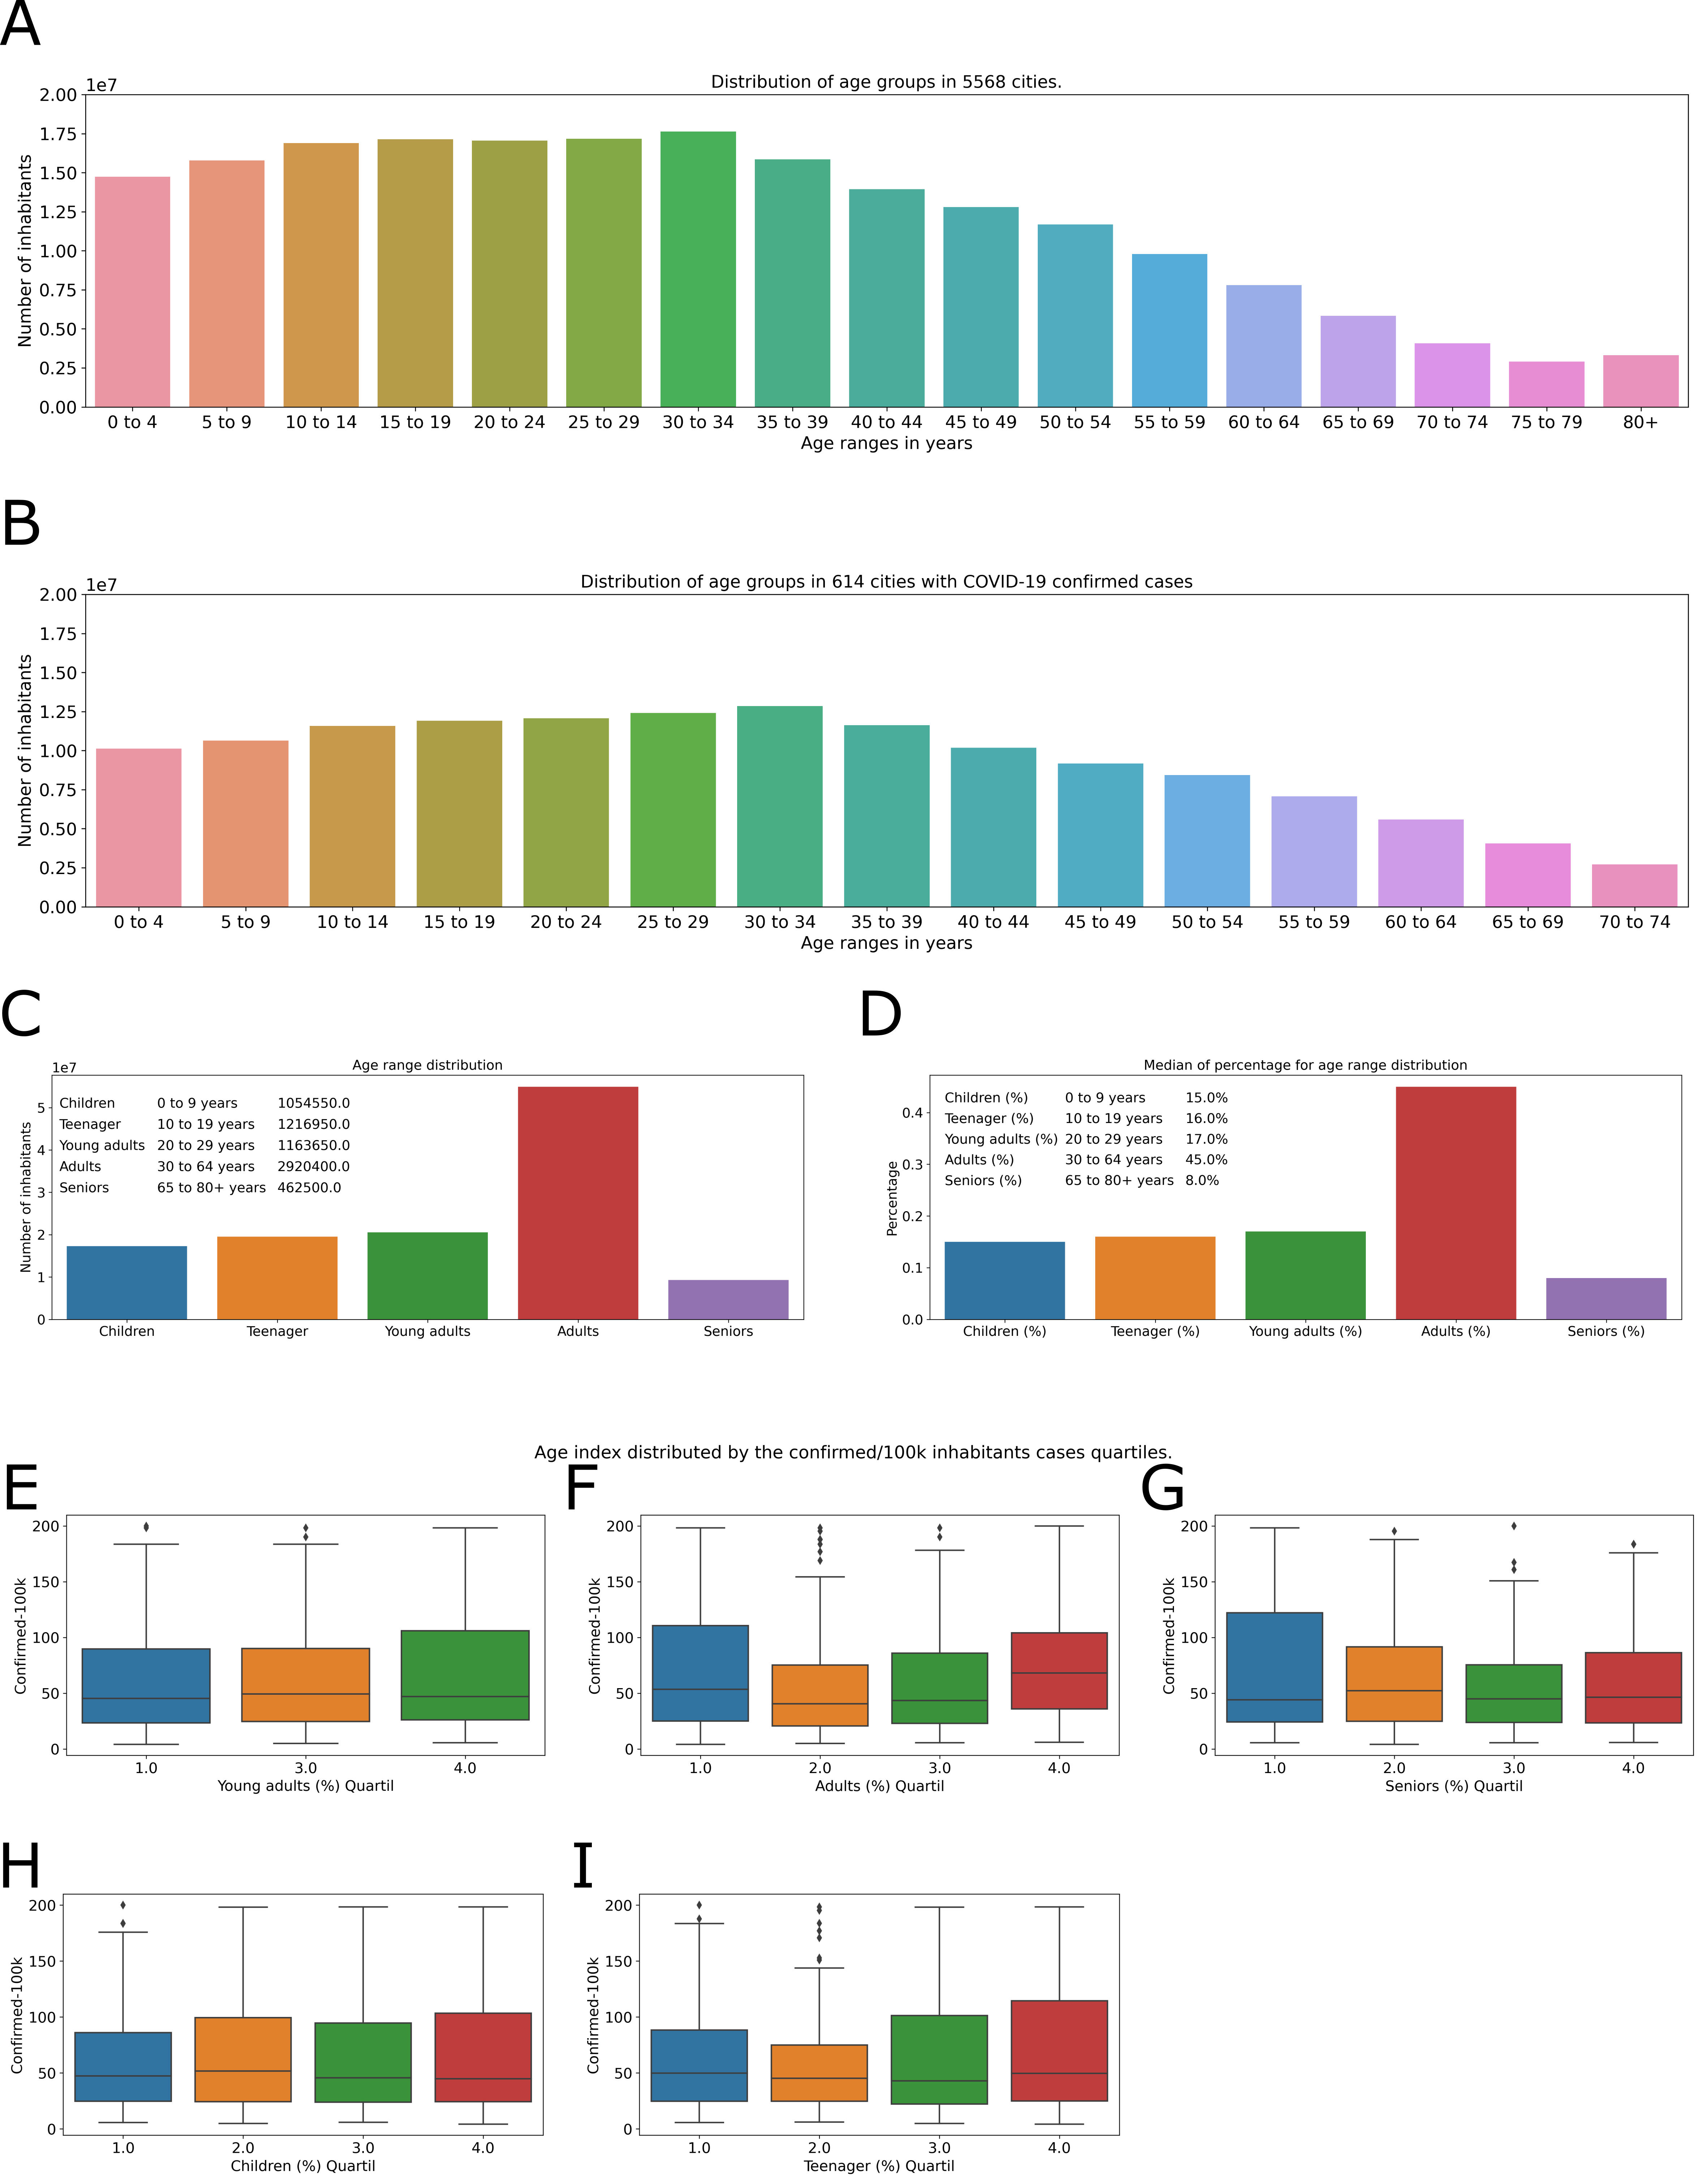 A
Distribution of age groups in 5568 cities.
1e7
2.00
1.75
1.50
1.25
1.00
0.75
0.50
0.25
0.00
Number of inhabitants
0 to 4 5 to 9 10 to 14 15 to 19 20 to 24 25 to 29 30 to 34 35 to 39 40 to 44 45 to 49 50 to 54 55 to 59 60 to 64 65 to 69 70 to 74 75 to 79 80+
Age ranges in years
B
Distribution of age groups in 614 cities with COVID-19 confirmed cases
1e7
2.00
1.75
1.50
1.25
1.00
0.75
0.50
0.25
0.00
Number of inhabitants
0 to 4 5 to 9 10 to 14 15 to 19 20 to 24 25 to 29 30 to 34 35 to 39 40 to 44 45 to 49 50 to 54 55 to 59 60 to 64 65 to 69 70 to 74
Age ranges in years
C
Age range distribution
1e7
Children 0 to 9 years 1054550.0
Teenager 10 to 19 years 1216950.0
Young adults 20 to 29 years 1163650.0
Adults 30 to 64 years 2920400.0
Seniors 65 to 80+ years 462500.0
5
4
3
2
1
0
Number of inhabitants
Children Teenager Young adults Adults Seniors
D
Median of percentage for age range distribution
Children (%) 0 to 9 years 15.0%
Teenager (%) 10 to 19 years 16.0%
Young adults (%) 20 to 29 years 17.0%
Adults (%) 30 to 64 years 45.0%
Seniors (%) 65 to 80+ years 8.0%
0.4
0.3
0.2
0.1
0.0
Percentage
Children (%) Teenager (%) Young adults (%) Adults (%) Seniors (%)
Age index distributed by the confirmed/100k inhabitants cases quartiles.
E
200
150
100
50
0
Confirmed-100k
1.0 3.0 4.0
Young adults (%) Quartil
F
200
150
100
50
0
Confirmed-100k
1.0 2.0 3.0 4.0
Adults (%) Quartil
G
200
150
100
50
0
Confirmed-100k
1.0 2.0 3.0 4.0
Seniors (%) Quartil
H
200
150
100
50
0
Confirmed-100k
1.0 2.0 3.0 4.0
Children (%) Quartil
I
200
150
100
50
0
Confirmed-100k
1.0 2.0 3.0 4.0
Teenager (%) Quartil